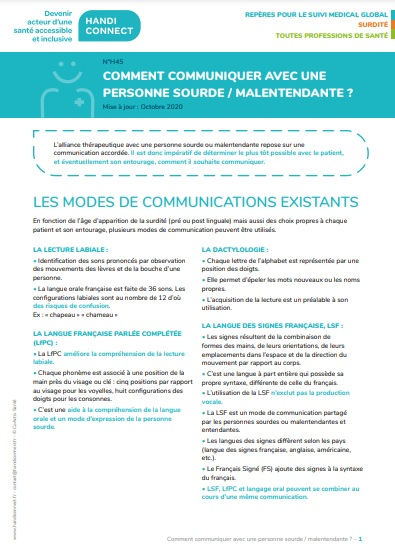 Devenir
acteur d'une
santé accessible
et inclusive
HANDI
CONNECT
REPÈRES POUR LE SUIVI MEDICAL GLOBAL
SURDITÉ
TOUTES PROFESSIONS DE SANTÉ
N°H45
COMMENT COMMUNIQUER AVEC UNE
PERSONNE SOURDE / MALENTENDANTE ?
Mise à jour : Octobre 2020
L'alliance thérapeutique avec une personne sourde ou malentendante repose sur une
communication accordée. Il est donc impératif de déterminer le plus tôt possible avec le patient,
et éventuellement son entourage, comment il souhaite communiquer.
LES MODES DE COMMUNICATIONS EXISTANTS
En fonction de l'âge d'apparition de la surdité (pré ou post linguale) mais aussi des choix propres à chaque
patient et son entourage, plusieurs modes de communication peuvent être utilisés.
LA LECTURE LABIALE :
• Identification des sons prononcés par observation
des mouvements des lèvres et de la bouche d'une
personne.
• La langue orale française est faite de 36 sons. Les
configurations labiales sont au nombre de 12 d'où
des risques de confusion.
Ex : « chapeau » « chameau »
LA LANGUE FRANÇAISE PARLÉE COMPLÉTÉE
(LfPC) :
• La LfPC améliore la compréhension de la lecture
labiale.
• Chaque phonème est associé à une position de la
main près du visage ou clé : cinq positions par rapport
au visage pour les voyelles, huit configurations des
doigts pour les consonnes.
• C'est une aide à la compréhension de la langue
orale et un mode d'expression de la personne
sourde.
LA DACTYLOLOGIE :
• Chaque lettre de l'alphabet est représentée par une
position des doigts.
• Elle permet d'épeler les mots nouveaux ou les noms
propres.
• L'acquisition de la lecture est un préalable à son
utilisation.
LA LANGUE DES SIGNES FRANÇAISE, LSF :
• Les signes résultent de la combinaison de
formes des mains, de leurs orientations, de leurs
emplacements dans l'espace et de la direction du
mouvement par rapport au corps.
• C'est une langue à part entière qui possède sa
propre syntaxe, différente de celle du français.
• L'utilisation de la LSF n'exclut pas la production
vocale.
• La LSF est un mode de communication partagé
par les personnes sourdes ou malentendantes et
entendantes.
• Les langues des signes diffèrent selon les pays
(langue des signes française, anglaise, américaine,
etc.).
• Le Français Signé (FS) ajoute des signes à la syntaxe
du français.
• LSF, LfPC et langage oral peuvent se combiner au
cours d'une même communication.
Comment communiquer avec une personne sourde / malentendante ? – 1